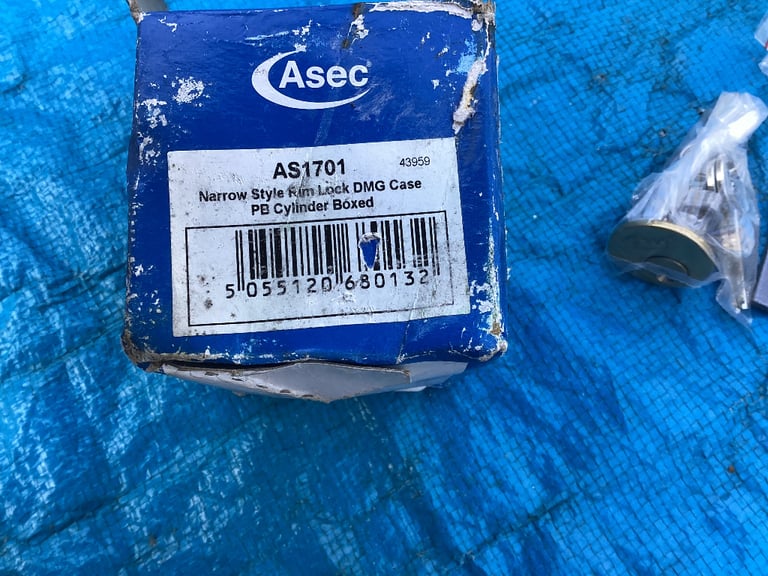 Asec
AS1701 43959
Narrow Style Rim Lock DMG Case
PB Cylinder Boxed
5 055120 680132